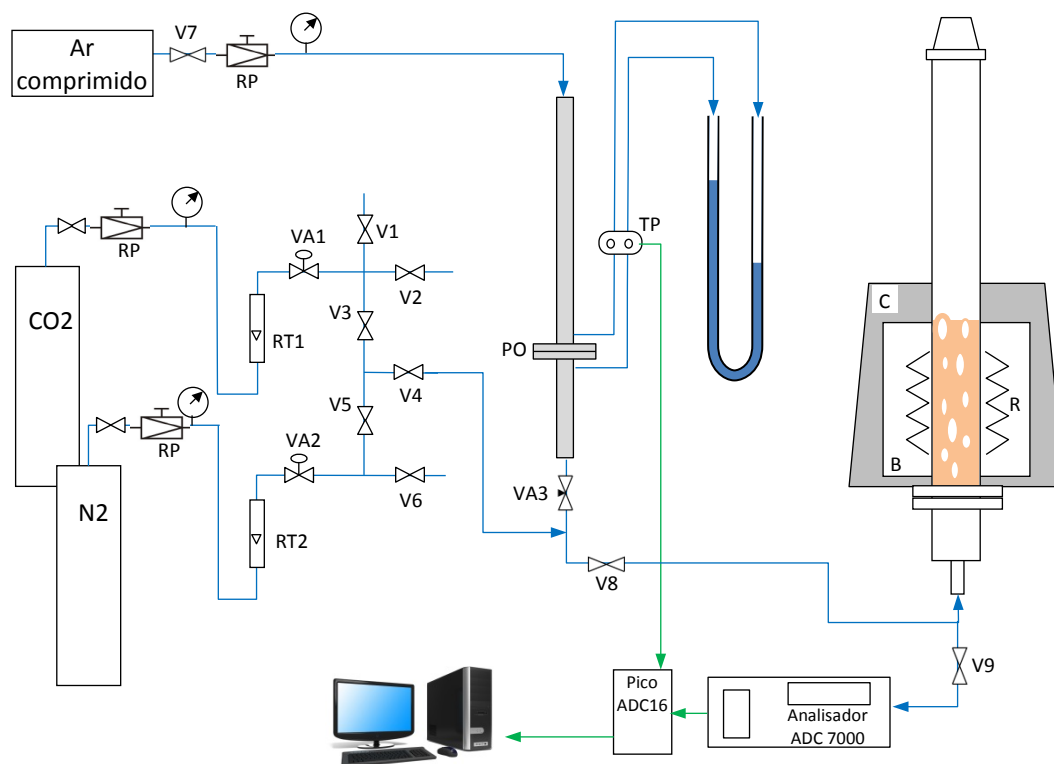 Ar
comprimido
V7
RP
RP
VA1
V1
V2
TP
CO2
V3
RT1
PO
V4
C
V5
R
RP
VA2
B
N2
V6
VA3
RT2
V8
V9
Pico
ADC16
Analisador
ADC 7000